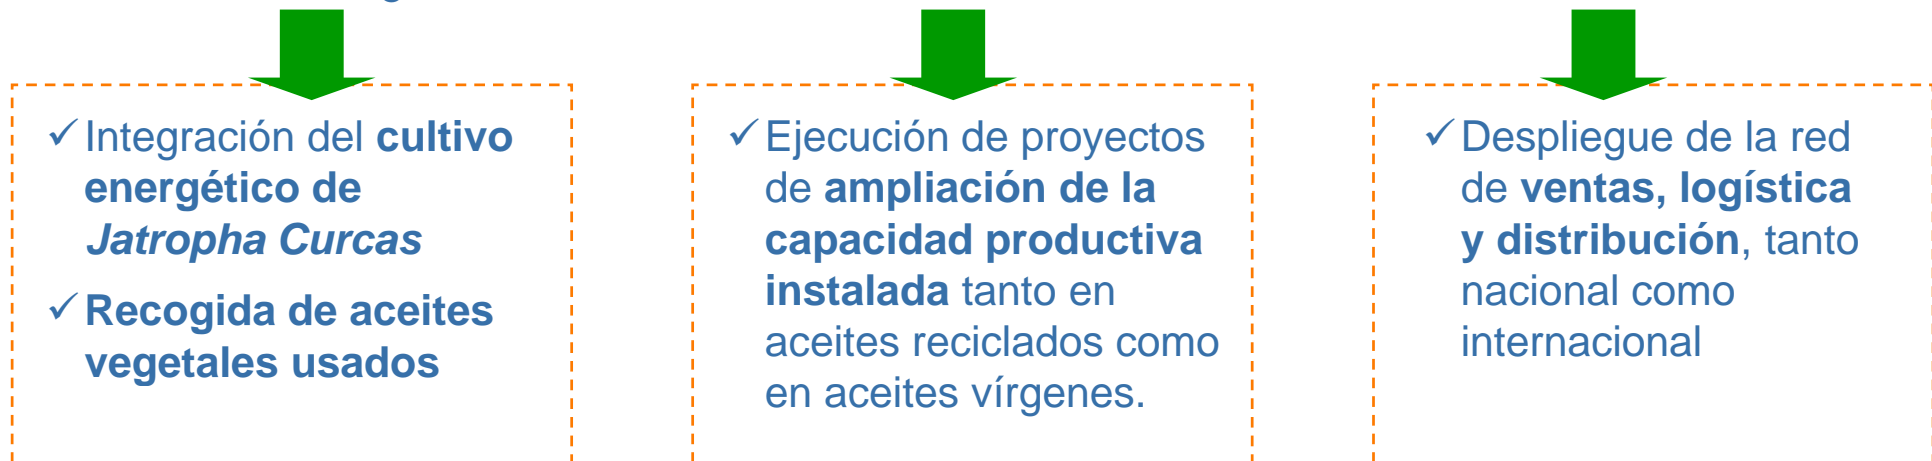 ✓ Integración del cultivo
energético de
Jatropha Curcas
✓ Recogida de aceites
vegetales usados
✓ Ejecución de proyectos
de ampliación de la
capacidad productiva
instalada tanto en
aceites reciclados como
en aceites vírgenes.
✓ Despliegue de la red
de ventas, logística
y distribución, tanto
nacional como
internacional